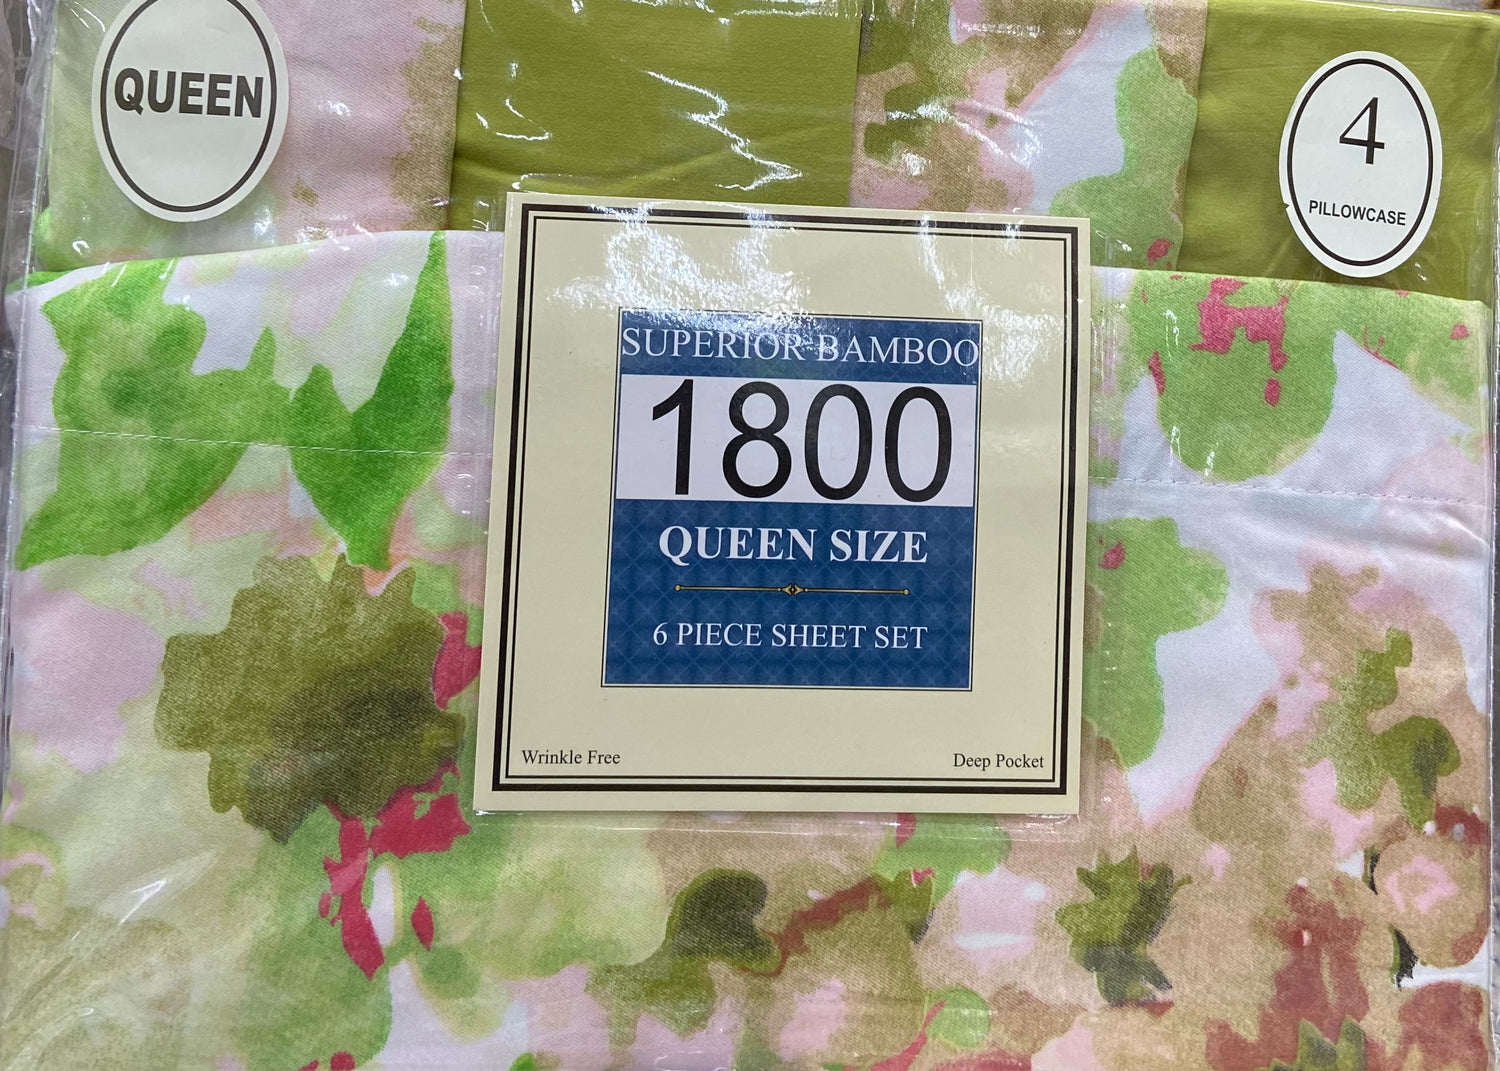 QUEEN
4
PILLOWCASE
SUPERIOR BAMBOO
1800
QUEEN SIZE
6 PIECE SHEET SET
Wrinkle Free
Deep Pocket